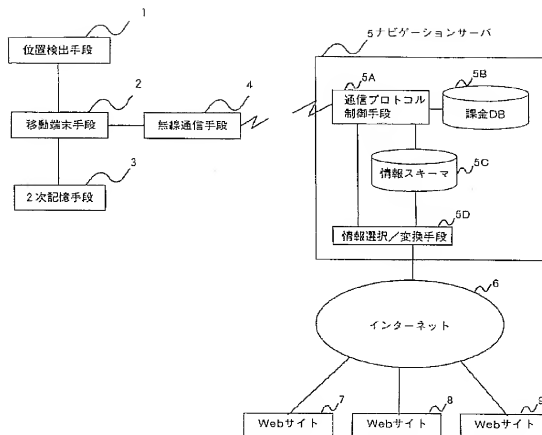 1
位置検出手段
2
移動端末手段
4
無線通信手段
3
2次記憶手段
5 ナビゲーションサーバ
5A
通信プロトコル
制御手段
5B
課金DB
5C
情報スキーマ
5D
情報選択/変換手段
6
インターネット
7
Webサイト
8
Webサイト
9
Webサイト